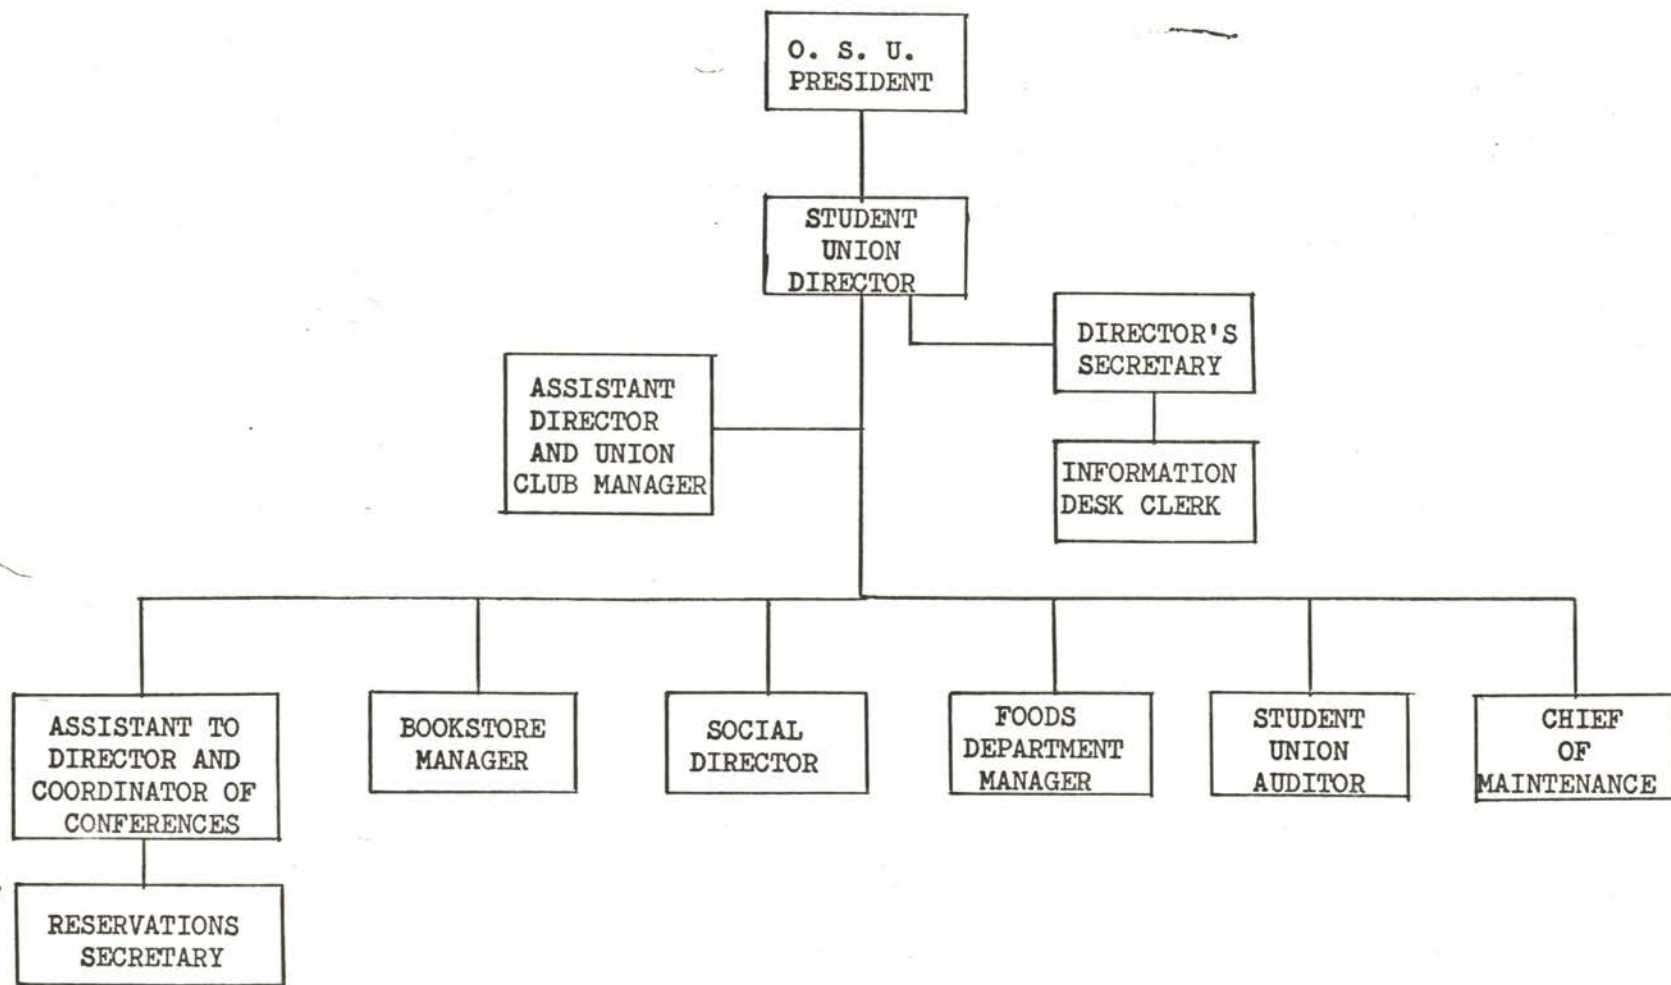 O. S. U.
PRESIDENT
STUDENT
UNION
DIRECTOR
DIRECTOR'S
SECRETARY
ASSISTANT
DIRECTOR
AND UNION
CLUB MANAGER
INFORMATION
DESK CLERK
ASSISTANT TO
DIRECTOR AND
COORDINATOR OF
CONFERENCES
BOOKSTORE
MANAGER
SOCIAL
DIRECTOR
FOODS
DEPARTMENT
MANAGER
STUDENT
UNION
AUDITOR
CHIEF
OF
MAINTENANCE
RESERVATIONS
SECRETARY